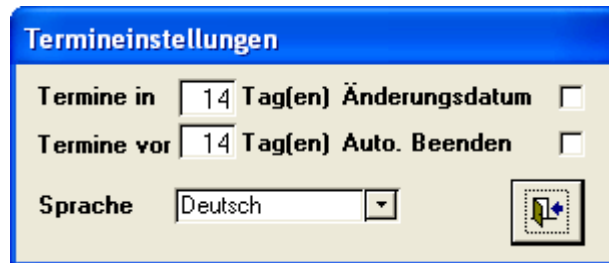 Termineinstellungen
Termine in 14 Tag(en) Änderungsdatum
Termine vor 14 Tag(en) Auto. Beenden
Sprache Deutsch